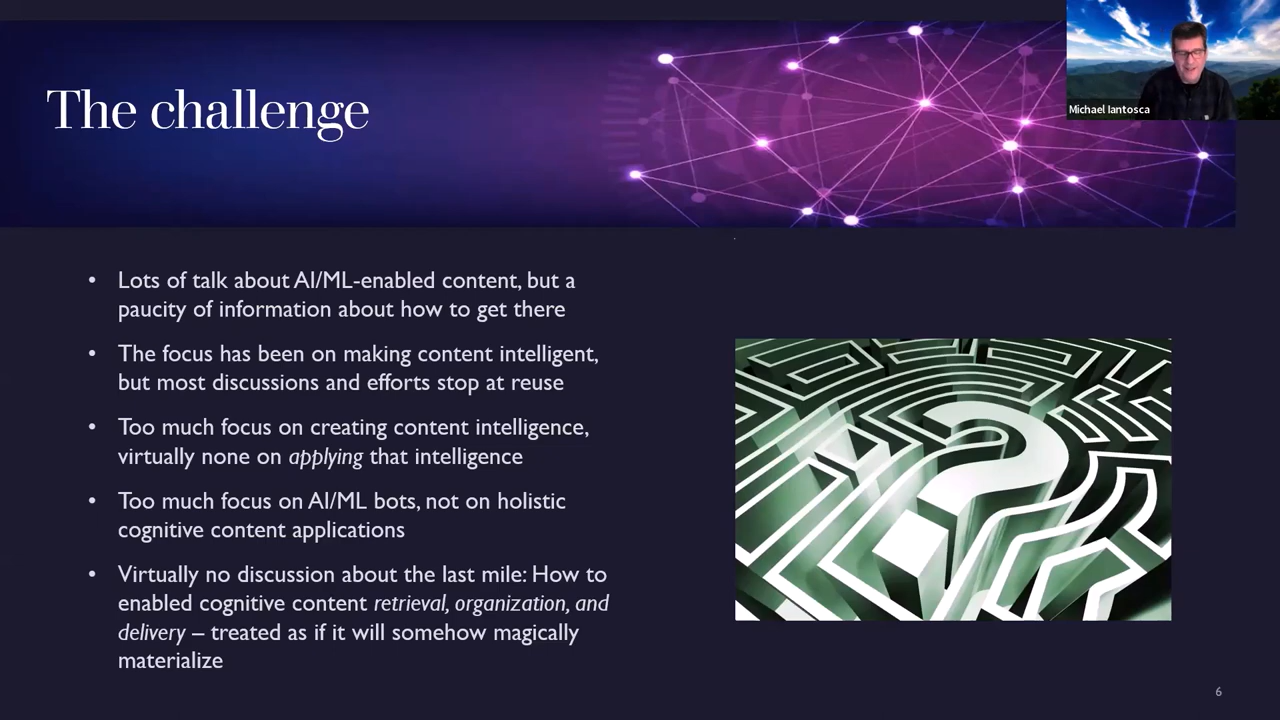 The challenge
Michael Iantosca
• Lots of talk about AI/ML-enabled content, but a
paucity of information about how to get there
• The focus has been on making content intelligent,
but most discussions and efforts stop at reuse
• Too much focus on creating content intelligence,
virtually none on applying that intelligence
• Too much focus on AI/ML bots, not on holistic
cognitive content applications
• Virtually no discussion about the last mile: How to
enabled cognitive content retrieval, organization, and
delivery – treated as if it will somehow magically
materialize
?
6